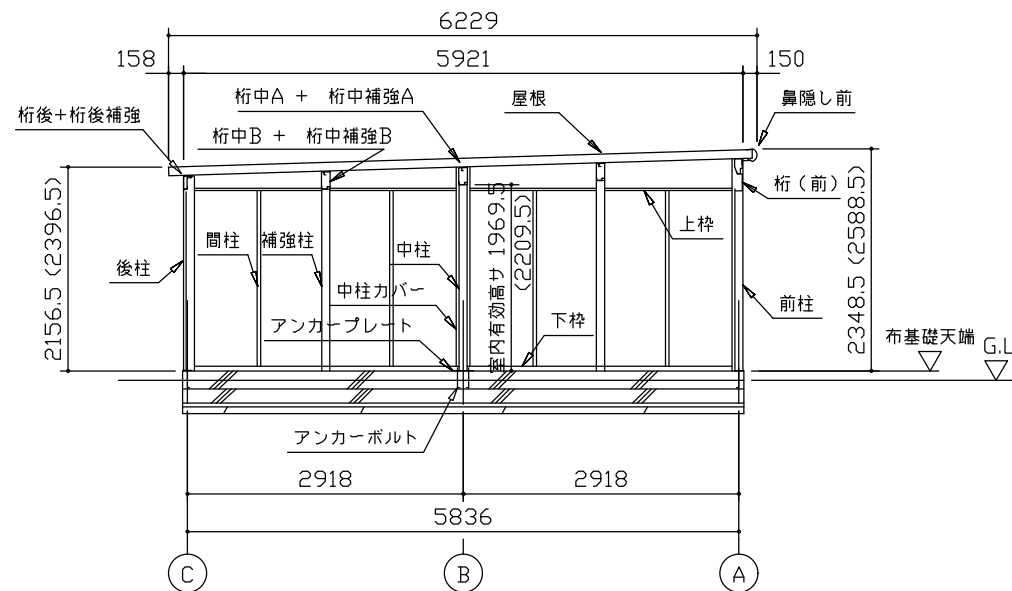 6229
158
5921
150
桁中A + 桁中補強A
屋根
鼻隠し前
桁後+桁後補強
桁中B + 桁中補強B
桁(前)
上枠
間柱
補強柱
中柱
後柱
中柱カバー
アンカープレート
下枠
前柱
2156.5 (2396.5)
室内有効高サ 1969.5
(2209.5)
2348.5 (2588.5)
布基礎天端
G.L
アンカーボルト
2918
2918
5836
C
B
A